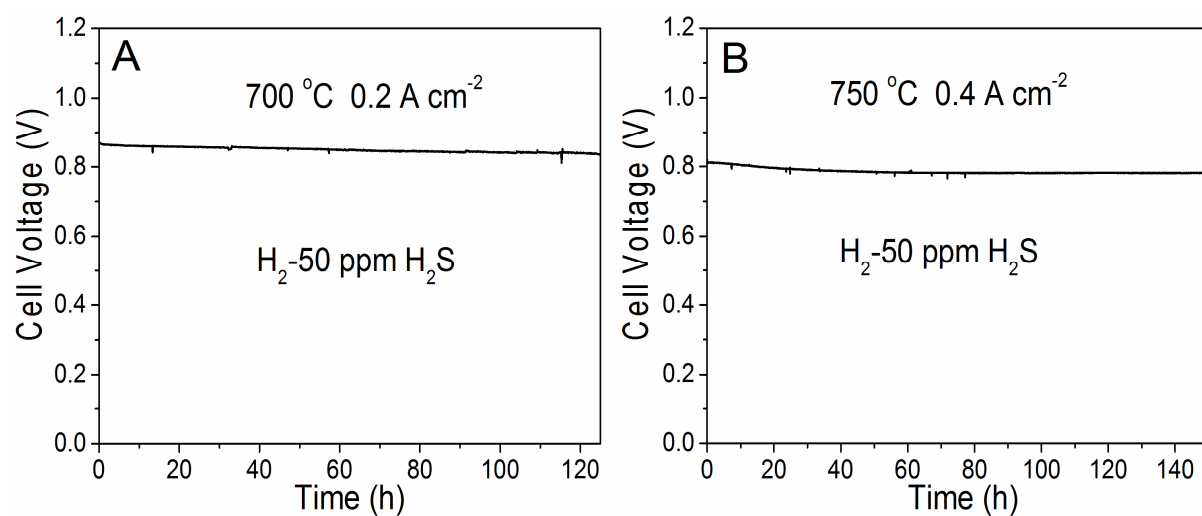 A
700 °C 0.2 A cm⁻²
H₂-50 ppm H₂S
Cell Voltage (V)
1.2
1.0
0.8
0.6
0.4
0.2
0.0
0 20 40 60 80 100 120
Time (h)
B
750 °C 0.4 A cm⁻²
H₂-50 ppm H₂S
Cell Voltage (V)
1.2
1.0
0.8
0.6
0.4
0.2
0.0
0 20 40 60 80 100 120 140
Time (h)